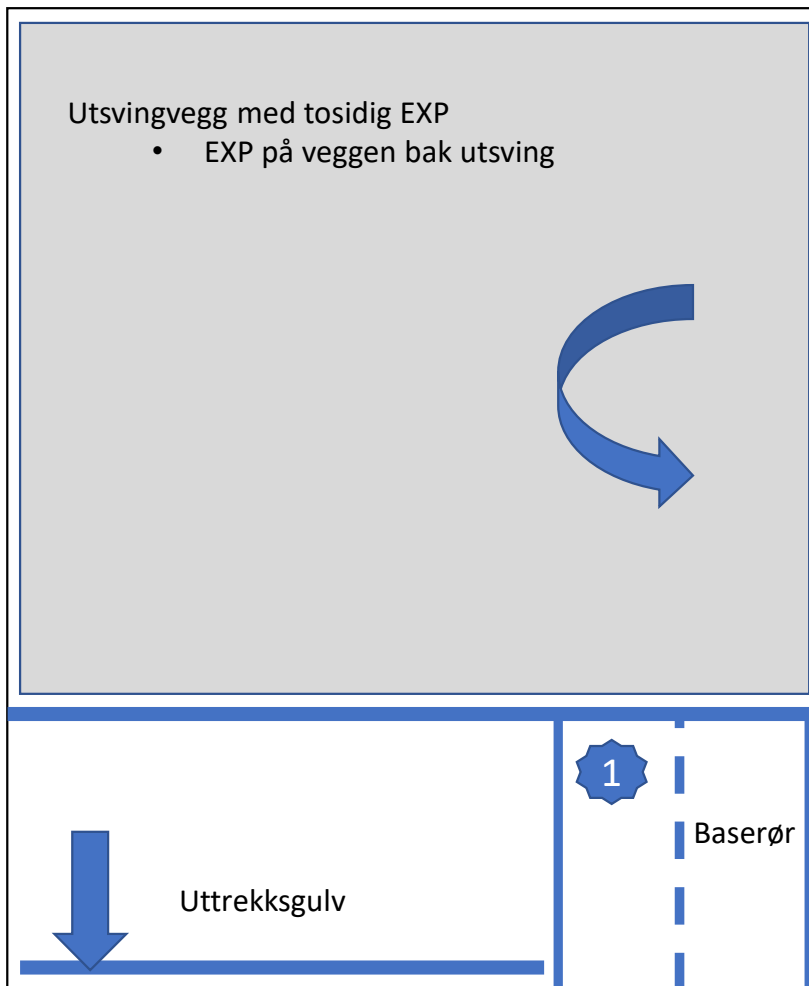 Utsvingvegg med tosidig EXP
• EXP på veggen bak utsving
1
Baserør
Uttrekksgulv